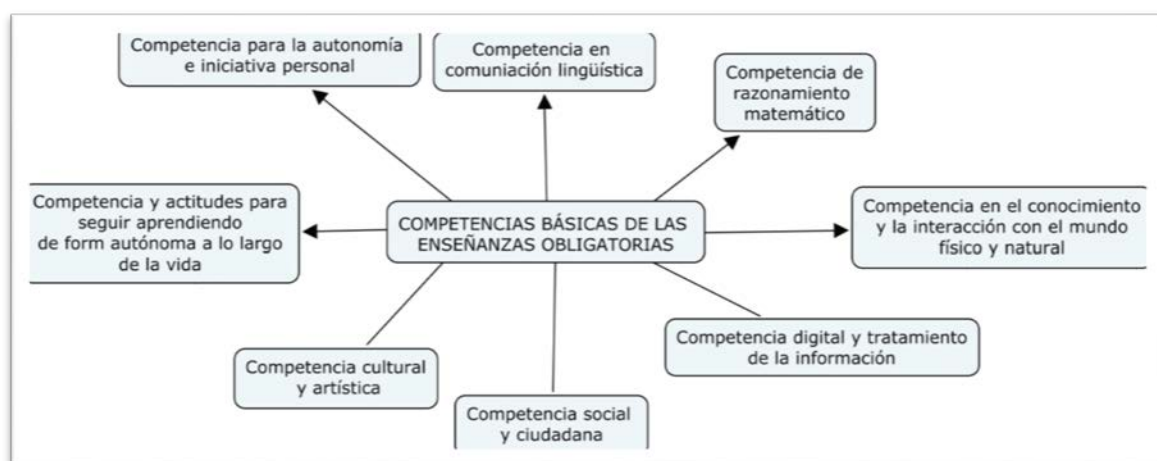 Competencia para la autonomía
e iniciativa personal
Competencia en
comuniación lingüística
Competencia de
razonamiento
matemático
Competencia y actitudes para
seguir aprendiendo
de form autónoma a lo largo
de la vida
COMPETENCIAS BÁSICAS DE LAS
ENSEÑANZAS OBLIGATORIAS
Competencia en el conocimiento
y la interacción con el mundo
físico y natural
Competencia digital y tratamiento
de la información
Competencia cultural
y artística
Competencia social
y ciudadana